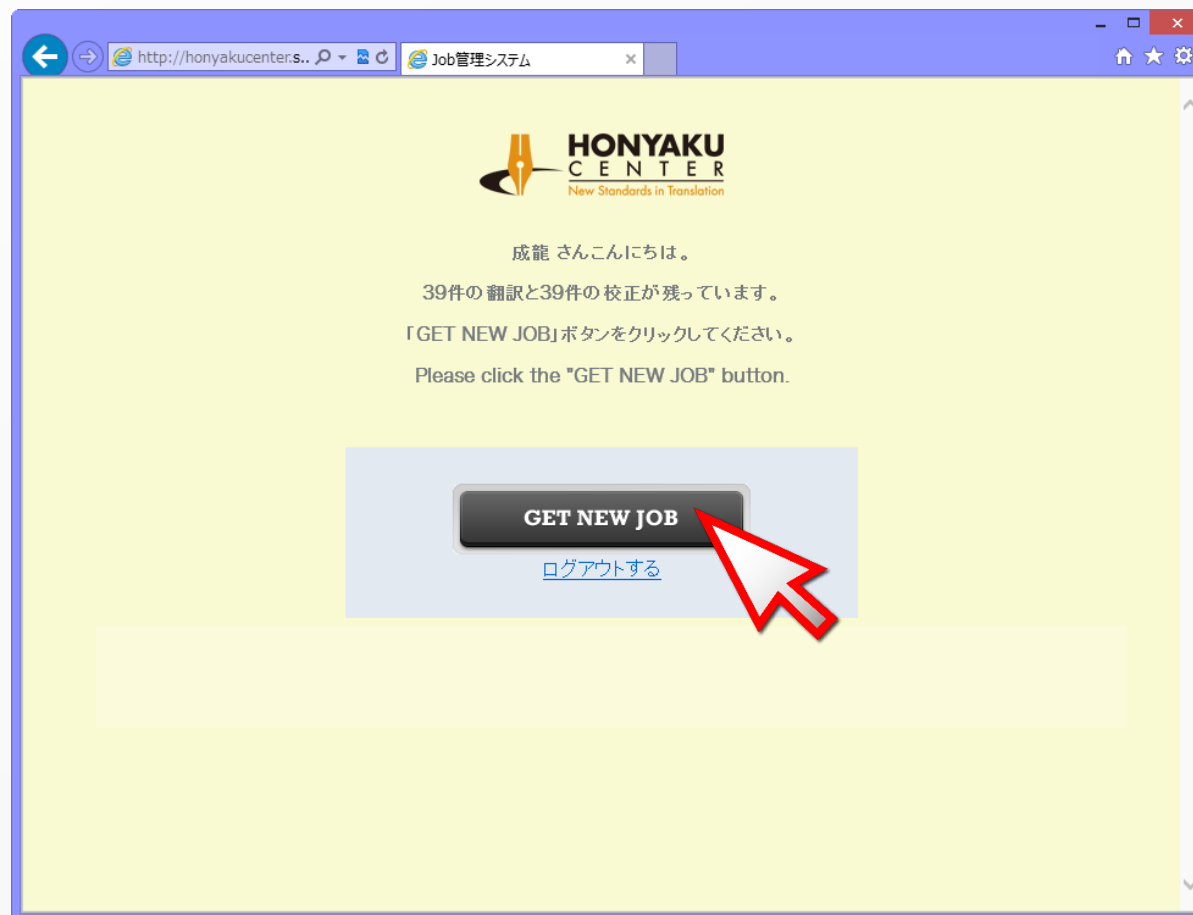 http://honyakucenter.s..
Job管理システム
HONYAKU
CENTER
New Standards in Translation
成龍 さんこんにちは。
39件の翻訳と39件の校正が残っています。
「GET NEW JOB」ボタンをクリックしてください。
Please click the "GET NEW JOB" button.
GET NEW JOB
ログアウトする